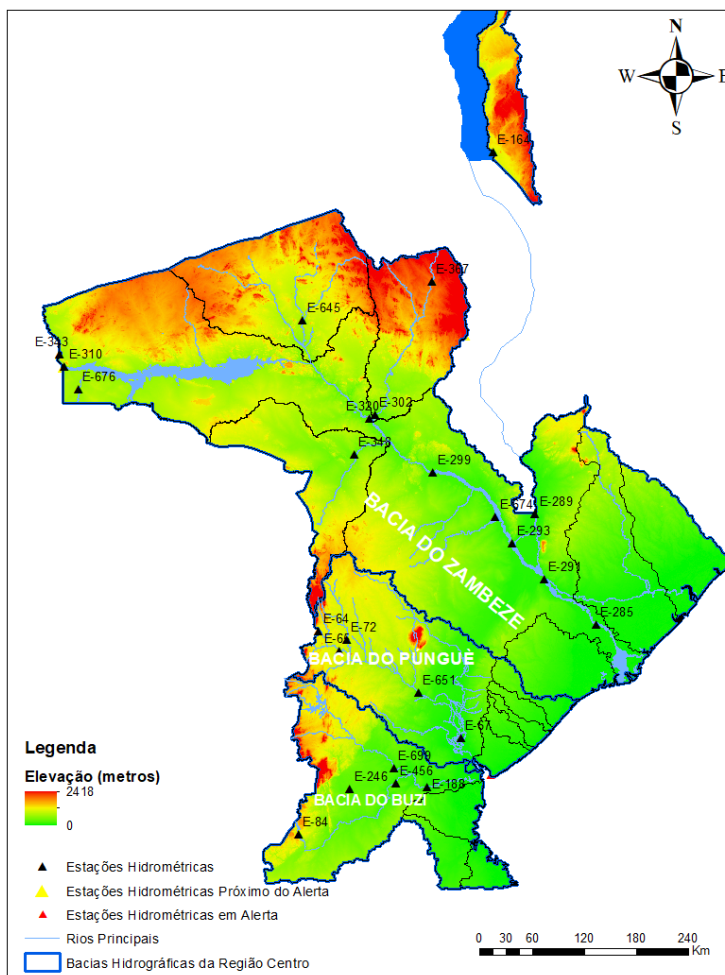 N
W
E
S
E-164
E-367
E-645
E-343
E-310
E-676
E-302
E-320
E-348
E-299
E-674
E-289
E-293
E-291
BACIA DO ZAMBEZE
E-285
E-64
E-72
BACIA DO PUNGUÈ
E-651
E-67
E-699
E-456
E-246
E-188
BACIA DO BUZI
E-84
Legenda
Elevação (metros)
2418
0
Estações Hidrométricas
Estações Hidrométricas Próximo do Alerta
Estações Hidrométricas em Alerta
Rios Principais
Bacias Hidrográficas da Região Centro
0 30 60 120 180 240
Km